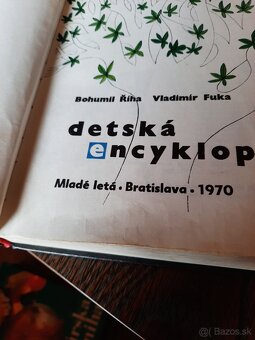 Bohumil Říha Vladimír Fuka
detská
encyklop
Mladé letá • Bratislava • 1970
Bazos.sk